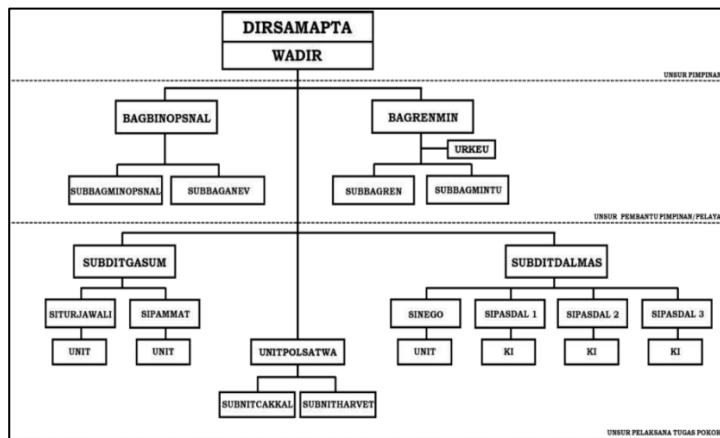 DIRSAMAPTA
WADIR
UNSUR PIMPINAN
BAGBINOPSNAL
BAGRENMIN
URKEU
SUBBAGMINOPSNAL
SUBBAGANEV
SUBBAGREN
SUBBAGMINTU
UNSUR PEMBANTU PIMPINAN/PELAYA
SUBDITGASUM
SUBDITDALMAS
SITURJAWALI
SIPAMMAT
SINEGO
SIPASDAL 1
SIPASDAL 2
SIPASDAL 3
UNIT
UNIT
UNITPOLSATWA
UNIT
KI
KI
KI
SUBNITCAKKAL
SUBNITHARVET
UNSUR PELAKSANA TUGAS POKOK